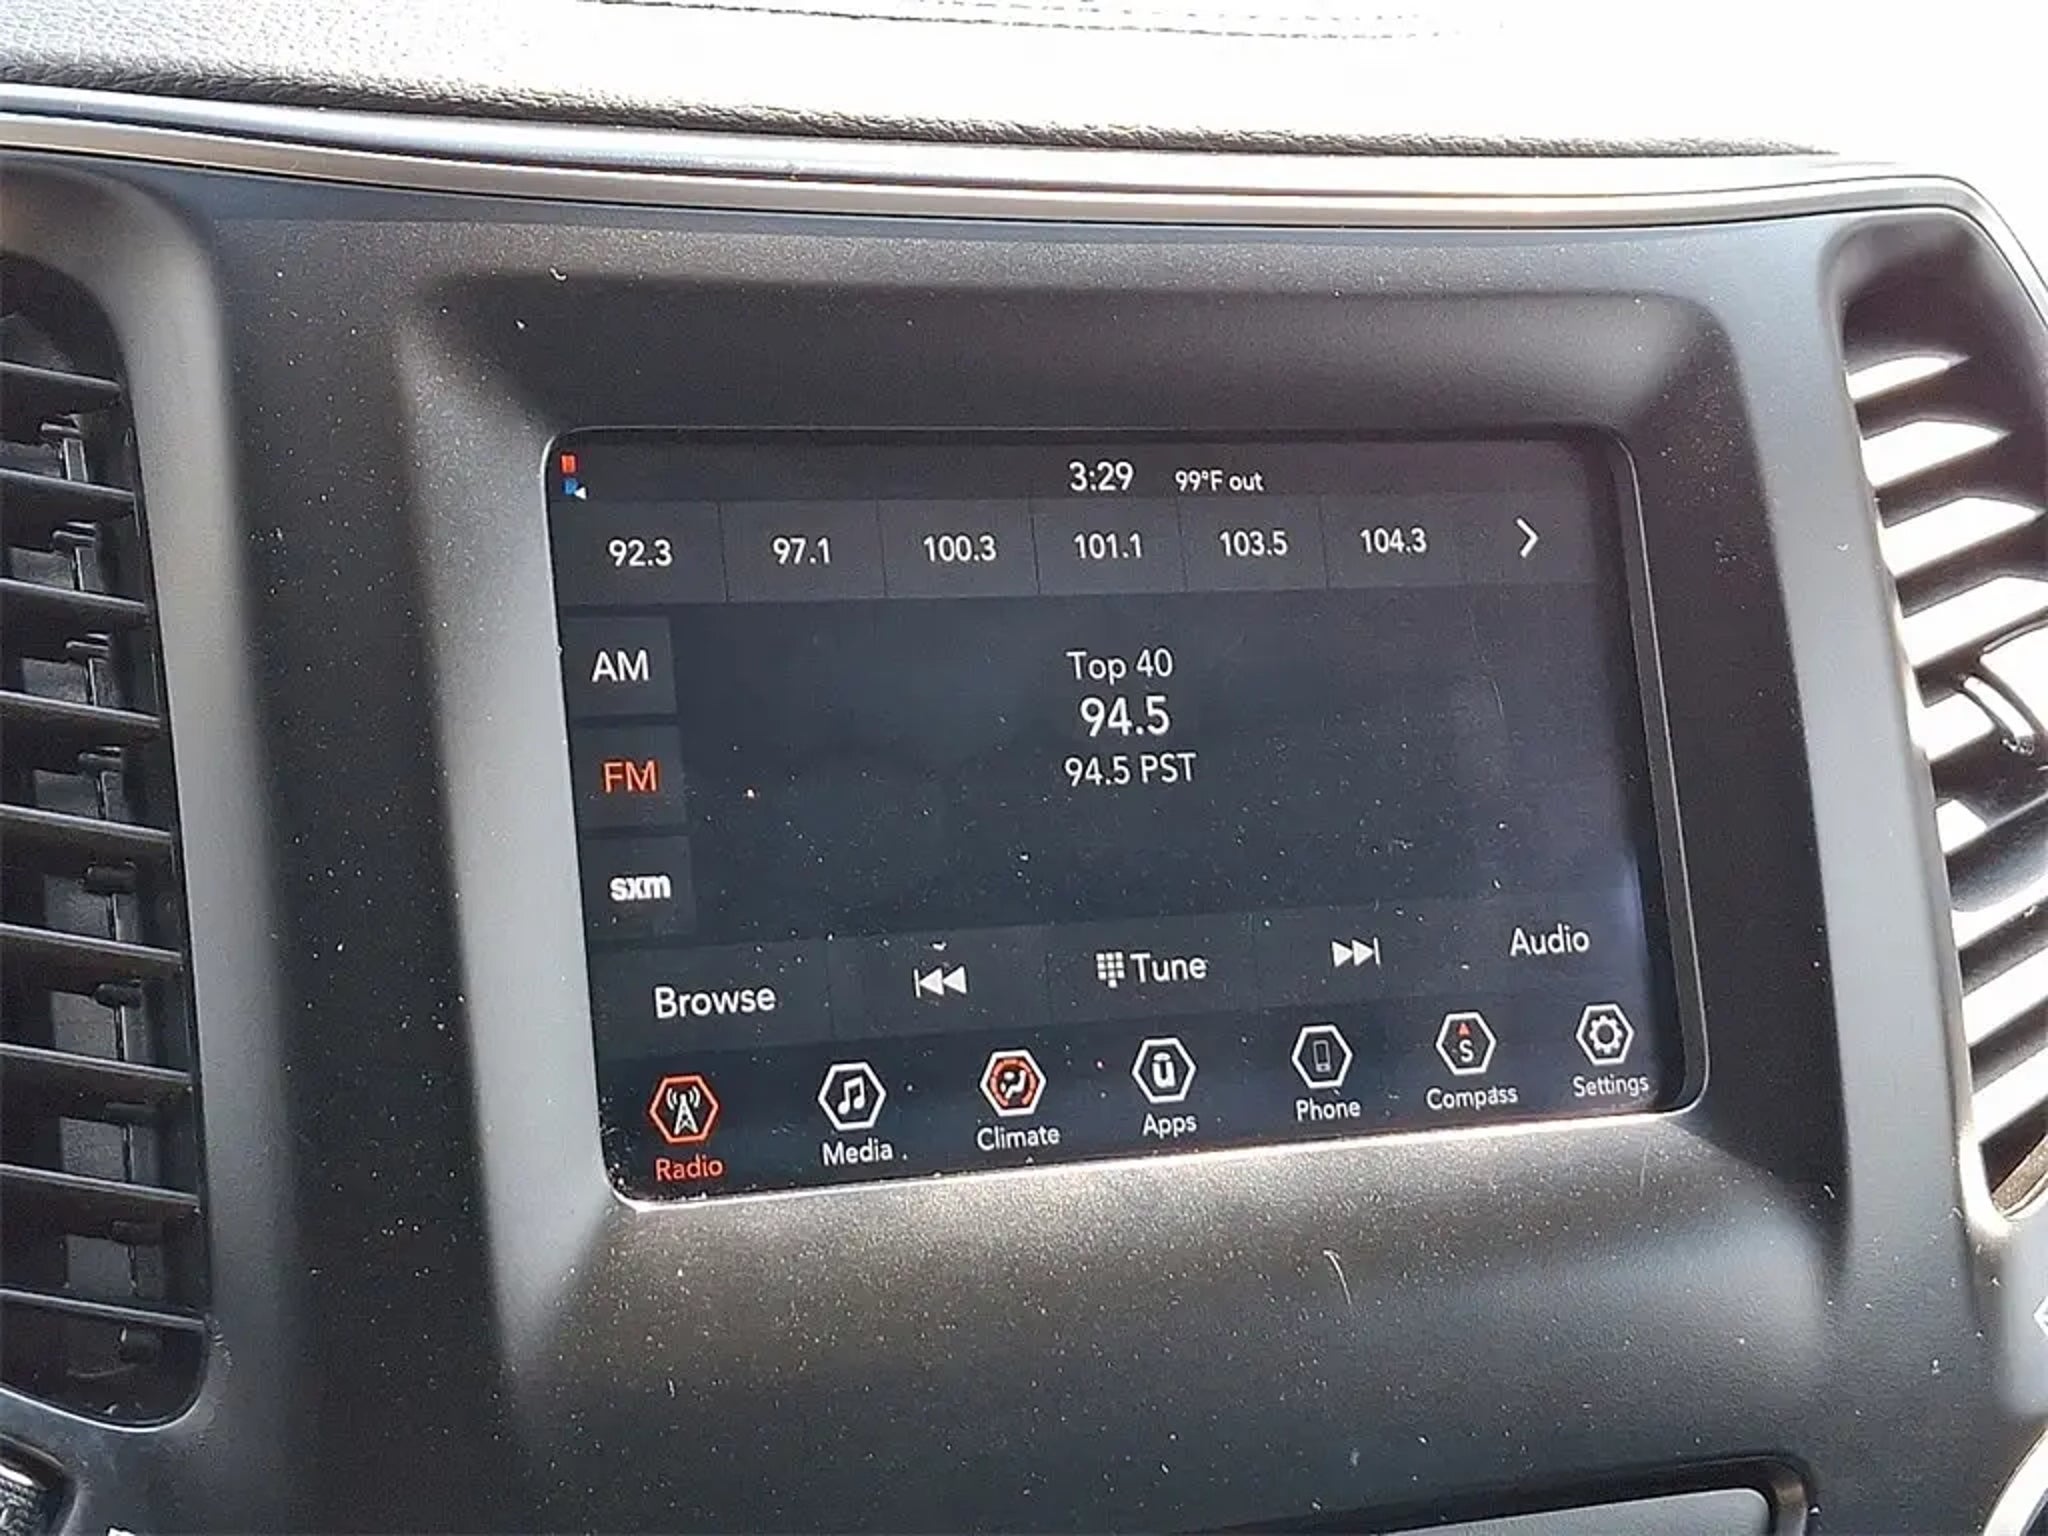 3:29 99°F out
92.3 97.1 100.3 101.1 103.5 104.3
AM
Top 40
94.5
FM
94.5 PST
sxm
Browse Tune Audio
Radio Media Climate Apps Phone Compass Settings
ū
S